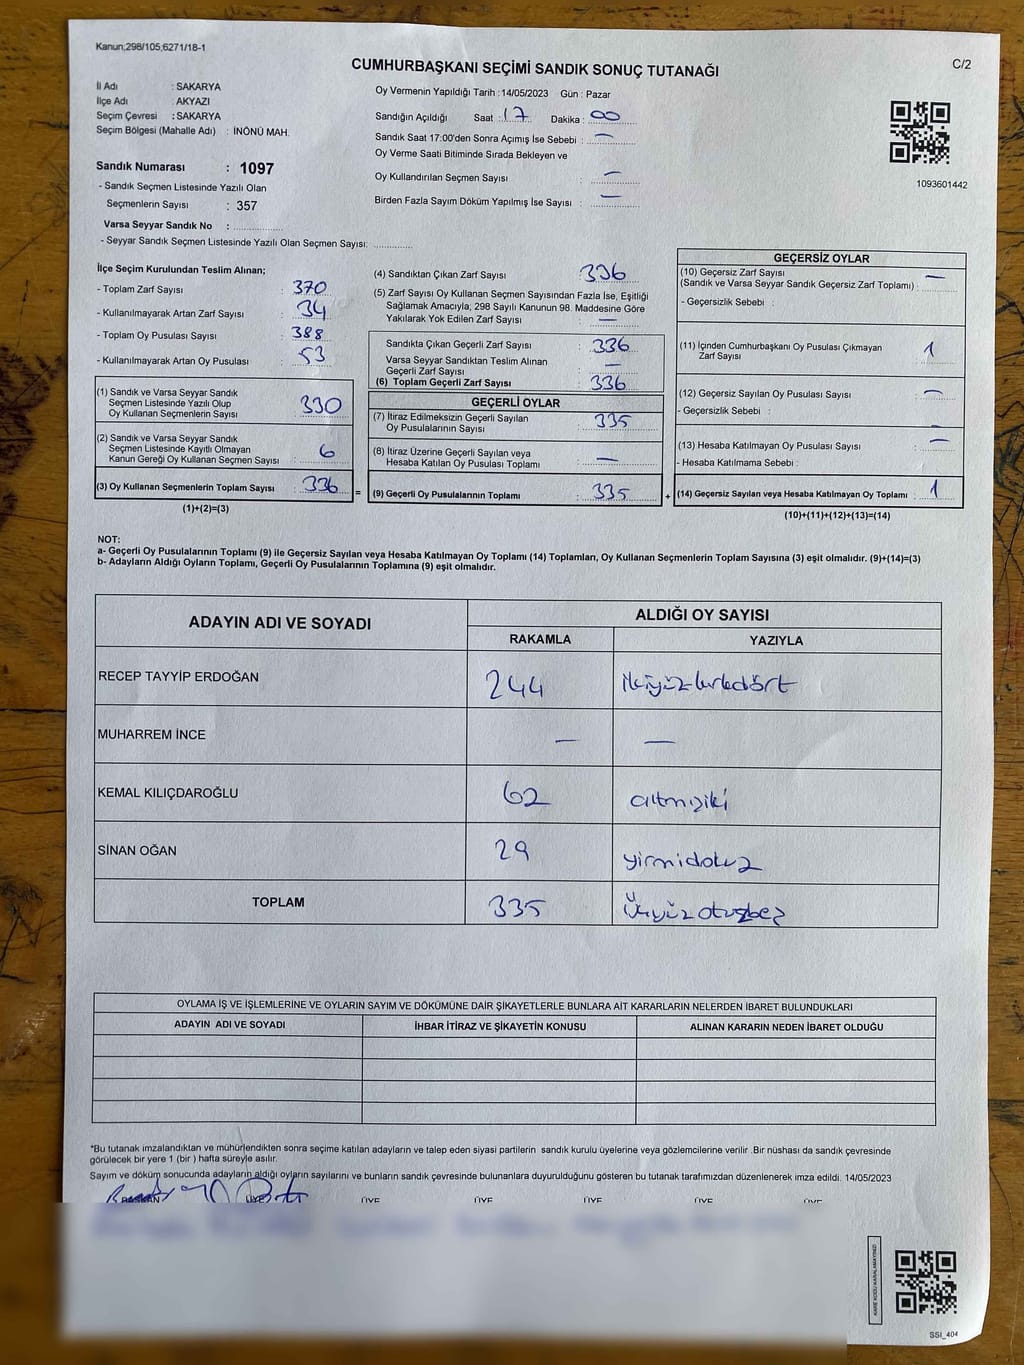 Kanun;298/105;6271/18-1
C/2
CUMHURBAŞKANI SEÇİMİ SANDIK SONUÇ TUTANAĞI
İl Adı : SAKARYA
İlçe Adı : AKYAZI
Seçim Çevresi : SAKARYA
Seçim Bölgesi (Mahalle Adı) : İNÖNÜ MAH.
Sandık Numarası : 1097
- Sandık Seçmen Listesinde Yazılı Olan
Seçmenlerin Sayısı : 357
Varsa Seyyar Sandık No : ..............
- Seyyar Sandık Seçmen Listesinde Yazılı Olan Seçmen Sayısı: ............
Oy Vermenin Yapıldığı Tarih : 14/05/2023 Gün : Pazar
Sandığın Açıldığı Saat : 17 Dakika : 00
Sandık Saat 17:00'den Sonra Açımış İse Sebebi : —
Oy Verme Saati Bitiminde Sırada Bekleyen ve
Oy Kullandırılan Seçmen Sayısı : —
Birden Fazla Sayım Döküm Yapılmış İse Sayısı : —
1093601442
İlçe Seçim Kurulundan Teslim Alınan;
- Toplam Zarf Sayısı : 370
- Kullanılmayarak Artan Zarf Sayısı : 34
- Toplam Oy Pusulası Sayısı : 388
- Kullanılmayarak Artan Oy Pusulası : 53
(1) Sandık ve Varsa Seyyar Sandık
Seçmen Listesinde Yazılı Olup
Oy Kullanan Seçmenlerin Sayısı : 330
(2) Sandık ve Varsa Seyyar Sandık
Seçmen Listesinde Kayıtlı Olmayan
Kanun Gereği Oy Kullanan Seçmen Sayısı : 6
(3) Oy Kullanan Seçmenlerin Toplam Sayısı : 336 =
(1)+(2)=(3)
(4) Sandıktan Çıkan Zarf Sayısı : 336
(5) Zarf Sayısı Oy Kullanan Seçmen Sayısından Fazla İse, Eşitliği
Sağlamak Amacıyla; 298 Sayılı Kanunun 98. Maddesine Göre
Yakılarak Yok Edilen Zarf Sayısı : —
Sandıkta Çıkan Geçerli Zarf Sayısı : 336
Varsa Seyyar Sandıktan Teslim Alınan
Geçerli Zarf Sayısı : —
(6) Toplam Geçerli Zarf Sayısı : 336
GEÇERLİ OYLAR
(7) İtiraz Edilmeksizin Geçerli Sayılan
Oy Pusulalarının Sayısı : 335
(8) İtiraz Üzerine Geçerli Sayılan veya
Hesaba Katılan Oy Pusulası Toplamı : —
(9) Geçerli Oy Pusulalarının Toplamı : 335 +
GEÇERSİZ OYLAR
(10) Geçersiz Zarf Sayısı
(Sandık ve Varsa Seyyar Sandık Geçersiz Zarf Toplamı) : —
- Geçersizlik Sebebi :
(11) İçinden Cumhurbaşkanı Oy Pusulası Çıkmayan
Zarf Sayısı : 1
(12) Geçersiz Sayılan Oy Pusulası Sayısı : —
- Geçersizlik Sebebi :
(13) Hesaba Katılmayan Oy Pusulası Sayısı : —
- Hesaba Katılmama Sebebi :
(14) Geçersiz Sayılan veya Hesaba Katılmayan Oy Toplamı : 1
(10)+(11)+(12)+(13)=(14)
NOT:
a- Geçerli Oy Pusulalarının Toplamı (9) ile Geçersiz Sayılan veya Hesaba Katılmayan Oy Toplamı (14) Toplamları, Oy Kullanan Seçmenlerin Toplam Sayısına (3) eşit olmalıdır. (9)+(14)=(3)
b- Adayların Aldığı Oyların Toplamı, Geçerli Oy Pusulalarının Toplamına (9) eşit olmalıdır.
ADAYIN ADI VE SOYADI ALDIĞI OY SAYISI
RAKAMLA YAZIYLA
RECEP TAYYİP ERDOĞAN 244 ikiyüzkırkdört
MUHARREM İNCE — —
KEMAL KILIÇDAROĞLU 62 altmışiki
SİNAN OĞAN 29 yirmidokuz
TOPLAM 335 Üçyüzotuzbeş
OYLAMA İŞ VE İŞLEMLERİNE VE OYLARIN SAYIM VE DÖKÜMÜNE DAİR ŞİKAYETLERLE BUNLARA AİT KARARLARIN NELERDEN İBARET BULUNDUKLARI
ADAYIN ADI VE SOYADI İHBAR İTİRAZ VE ŞİKAYETİN KONUSU ALINAN KARARIN NEDEN İBARET OLDUĞU
*Bu tutanak imzalandıktan ve mühürlendikten sonra seçime katılan adayların ve talep eden siyasi partilerin sandık kurulu üyelerine veya gözlemcilerine verilir. Bir nüshası da sandık çevresinde
görülecek bir yere 1 (bir ) hafta süreyle asılır.
Sayım ve döküm sonucunda adayların aldığı oyların sayılarını ve bunların sandık çevresinde bulunanlara duyurulduğunu gösteren bu tutanak tarafımızdan düzenlenerek imza edildi. 14/05/2023
BAŞKAN ÜYE ÜYE ÜYE ÜYE ÜYE ÜYE
KARE KODU KARALAMAYINIZ!
SSI_404